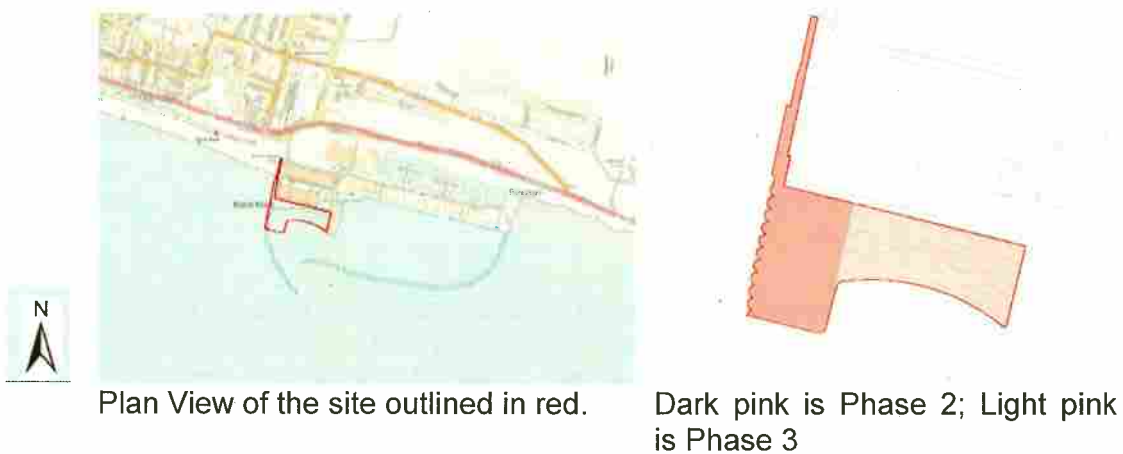 N
Plan View of the site outlined in red.
Dark pink is Phase 2; Light pink
is Phase 3